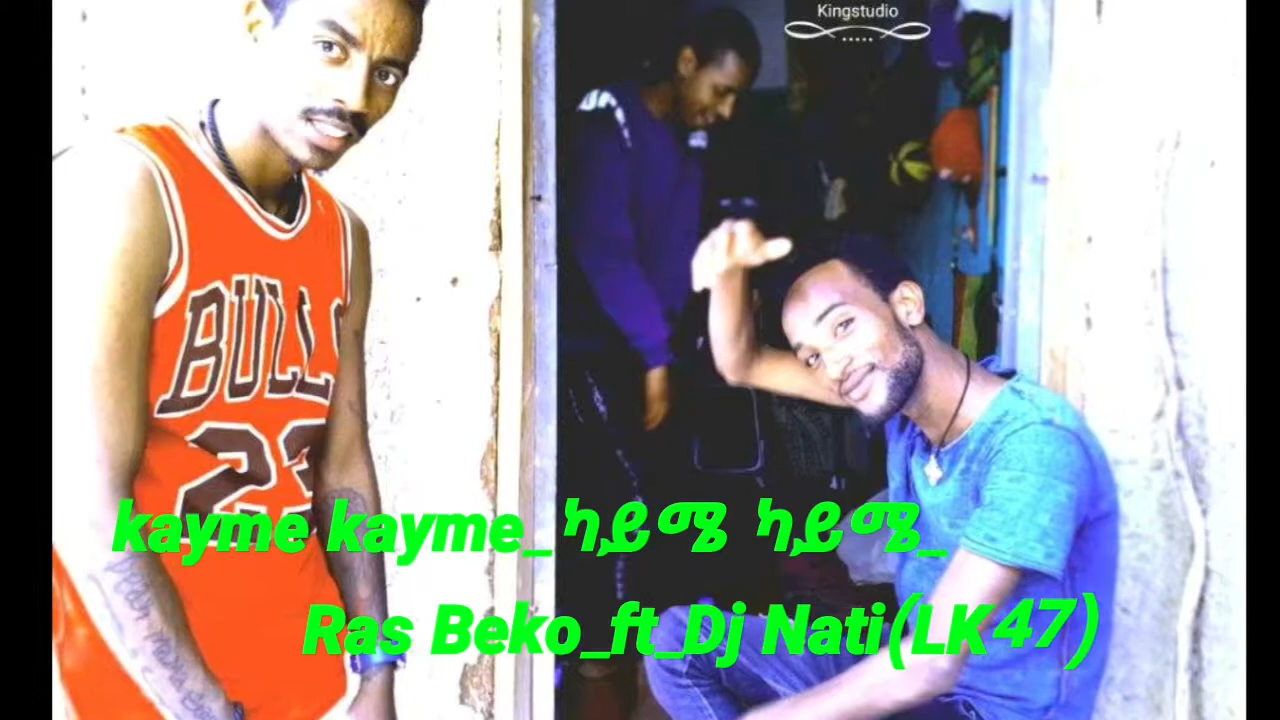 Kingstudio
BULLS
23
kayme kayme_ካይሜ ካይሜ_
Ras Beko_ft_Dj Nati(LK47)